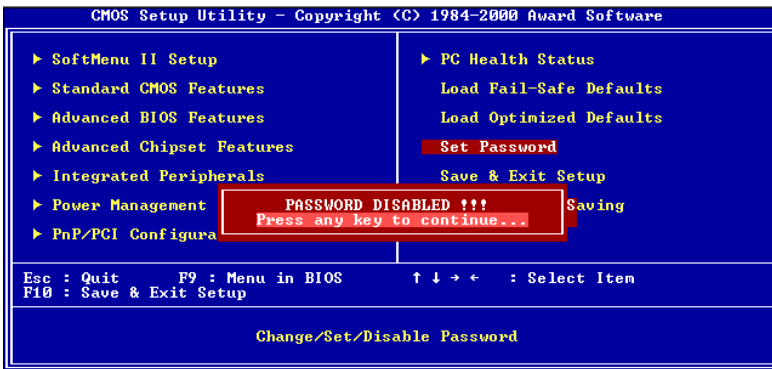 CMOS Setup Utility - Copyright (C) 1984-2000 Award Software
SoftMenu II Setup
Standard CMOS Features
Advanced BIOS Features
Advanced Chipset Features
Integrated Peripherals
Power Management
PnP/PCI Configura
PC Health Status
Load Fail-Safe Defaults
Load Optimized Defaults
Set Password
Save & Exit Setup
Saving
PASSWORD DISABLED !!!
Press any key to continue...
Esc : Quit F9 : Menu in BIOS ↑ ↓ → ← : Select Item
F10 : Save & Exit Setup
Change/Set/Disable Password